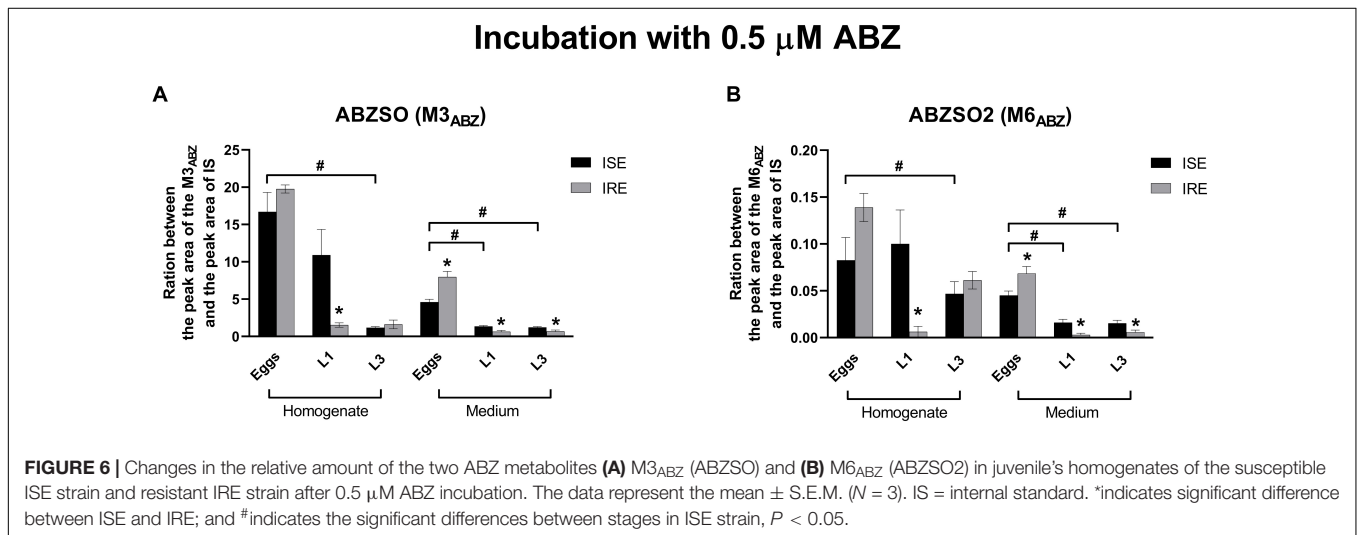 Incubation with 0.5 μM ABZ
A
ABZSO (M3ABZ)
Ration between
the peak area of the M3ABZ
and the peak area of IS
25
20
15
10
5
0
#
*
#
#
*
*
*
ISE
IRE
Eggs
L1
L3
Eggs
L1
L3
Homogenate
Medium
B
ABZSO2 (M6ABZ)
Ration between
the peak area of the M6ABZ
and the peak area of IS
0.20
0.15
0.10
0.05
0.00
#
*
#
#
*
*
*
ISE
IRE
Eggs
L1
L3
Eggs
L1
L3
Homogenate
Medium
FIGURE 6 | Changes in the relative amount of the two ABZ metabolites (A) M3ABZ (ABZSO) and (B) M6ABZ (ABZSO2) in juvenile's homogenates of the susceptible
ISE strain and resistant IRE strain after 0.5 μM ABZ incubation. The data represent the mean ± S.E.M. (N = 3). IS = internal standard. *indicates significant difference
between ISE and IRE; and #indicates the significant differences between stages in ISE strain, P < 0.05.